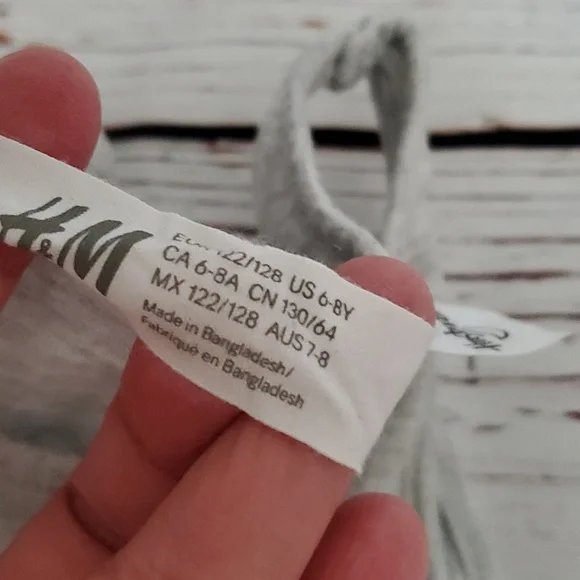 H&M
EUR 122/128 US 6-8Y
CA 6-8A CN 130/64
MX 122/128 AUS 7-8
Made in Bangladesh/
Fabriqué en Bangladesh